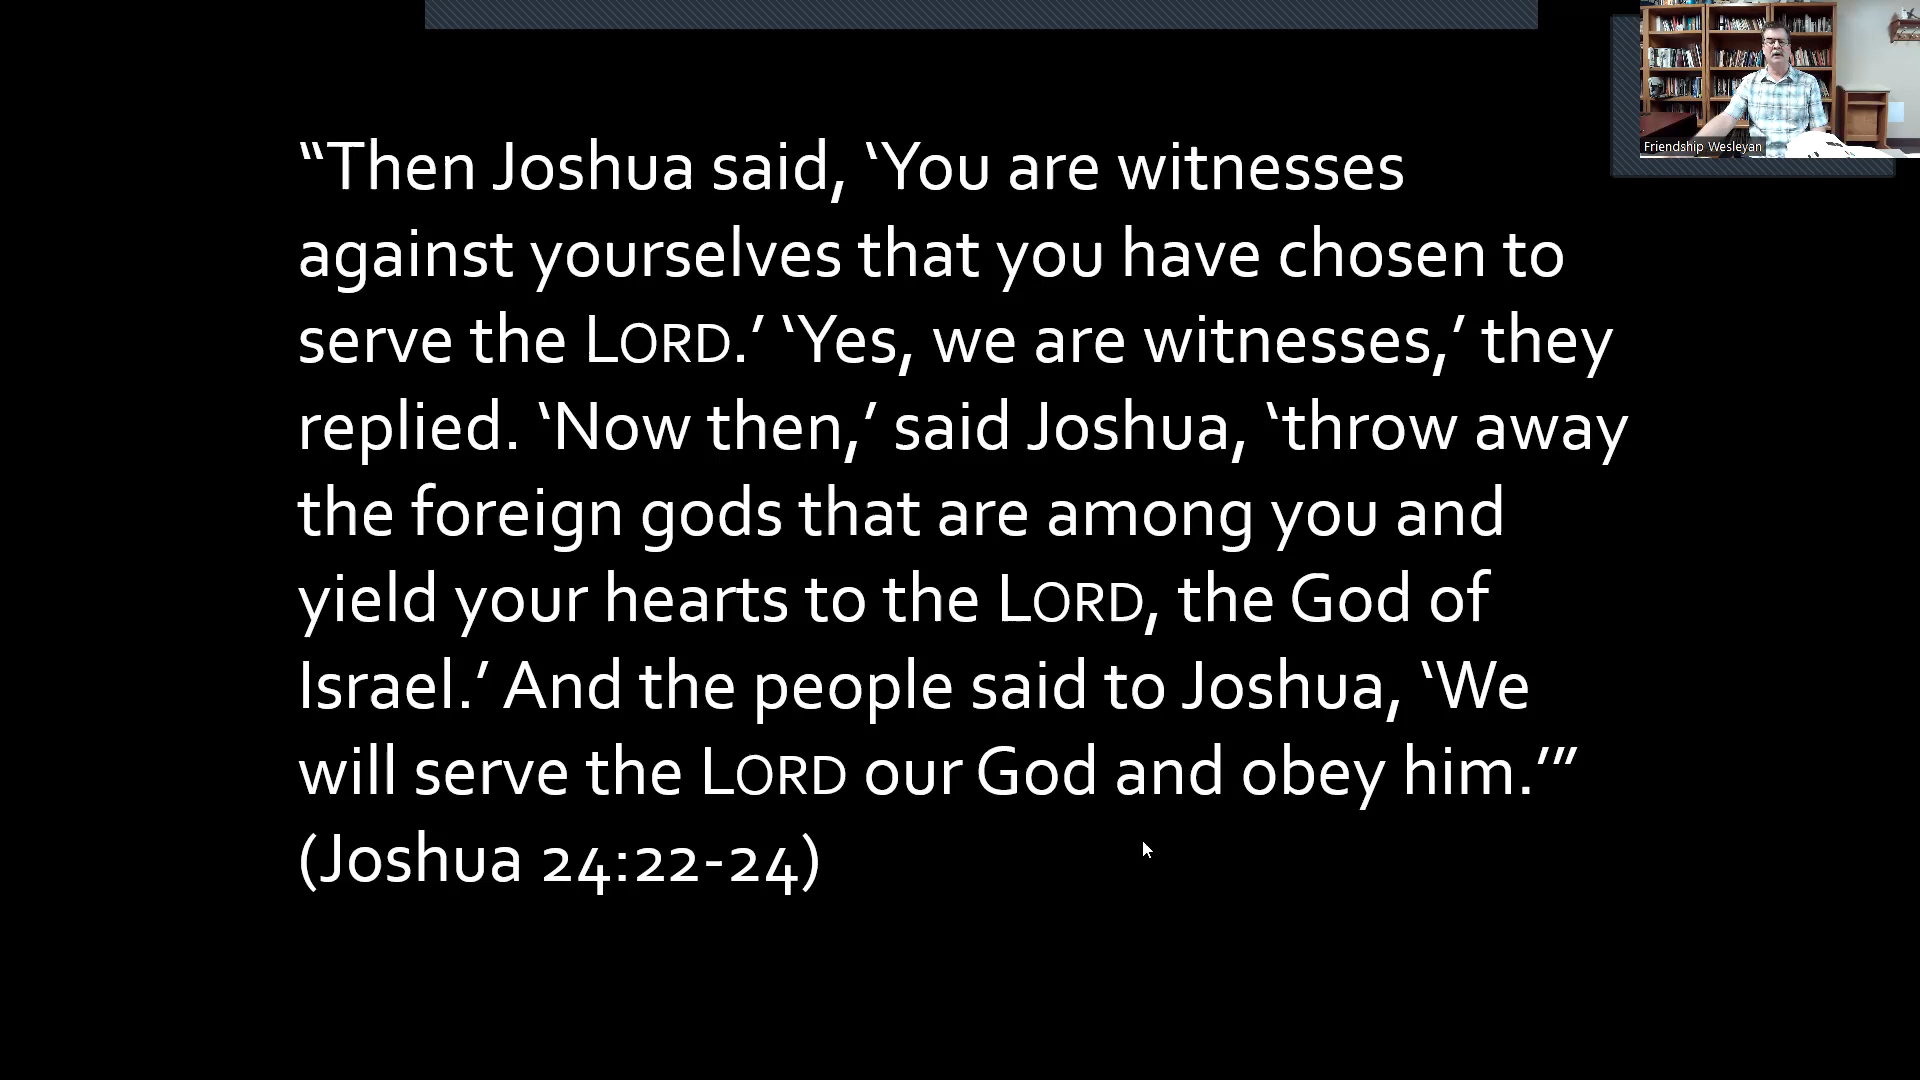 “Then Joshua said, ‘You are witnesses
against yourselves that you have chosen to
serve the LORD.’ ‘Yes, we are witnesses,’ they
replied. ‘Now then,’ said Joshua, ‘throw away
the foreign gods that are among you and
yield your hearts to the LORD, the God of
Israel.’ And the people said to Joshua, ‘We
will serve the LORD our God and obey him.’”
(Joshua 24:22-24)
Friendship Wesleyan